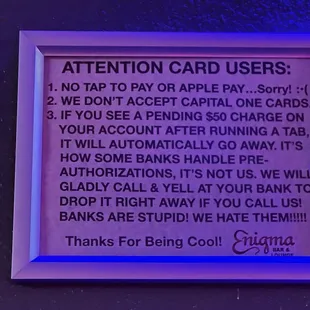 ATTENTION CARD USERS:
1. NO TAP TO PAY OR APPLE PAY...Sorry! :-(
2. WE DON'T ACCEPT CAPITAL ONE CARDS
3. IF YOU SEE A PENDING $50 CHARGE ON
YOUR ACCOUNT AFTER RUNNING A TAB,
IT WILL AUTOMATICALLY GO AWAY. IT'S
HOW SOME BANKS HANDLE PRE-
AUTHORIZATIONS, IT'S NOT US. WE WILL
GLADLY CALL & YELL AT YOUR BANK TO
DROP IT RIGHT AWAY IF YOU CALL US!
BANKS ARE STUPID! WE HATE THEM!!!!!
Thanks For Being Cool! Enigma
BAR &
LOUNGE